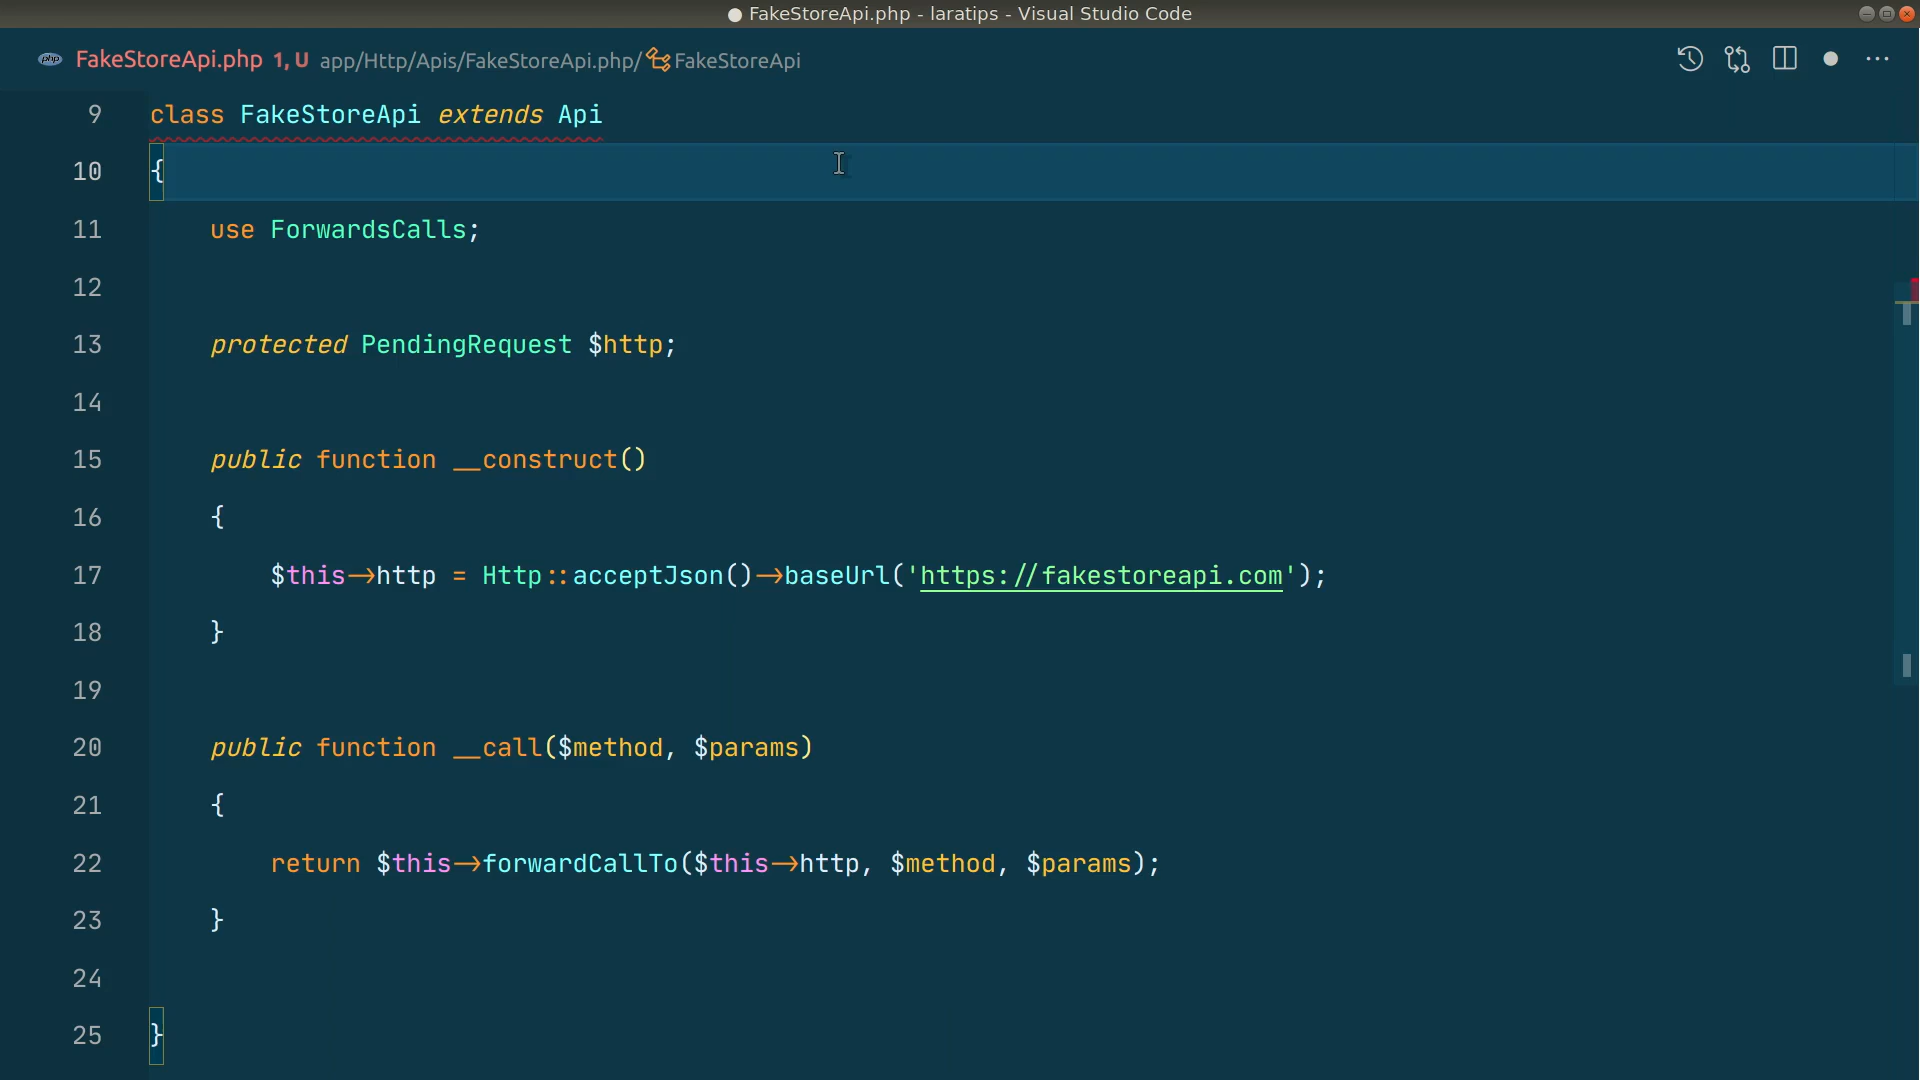 ● FakeStoreApi.php - laratips - Visual Studio Code
php FakeStoreApi.php 1, U app/Http/Apis/FakeStoreApi.php/ FakeStoreApi
9 class FakeStoreApi extends Api
10 {
11 use ForwardsCalls;
12
13 protected PendingRequest $http;
14
15 public function __construct()
16 {
17 $this->http = Http::acceptJson()->baseUrl('https://fakestoreapi.com');
18 }
19
20 public function __call($method, $params)
21 {
22 return $this->forwardCallTo($this->http, $method, $params);
23 }
24
25 }